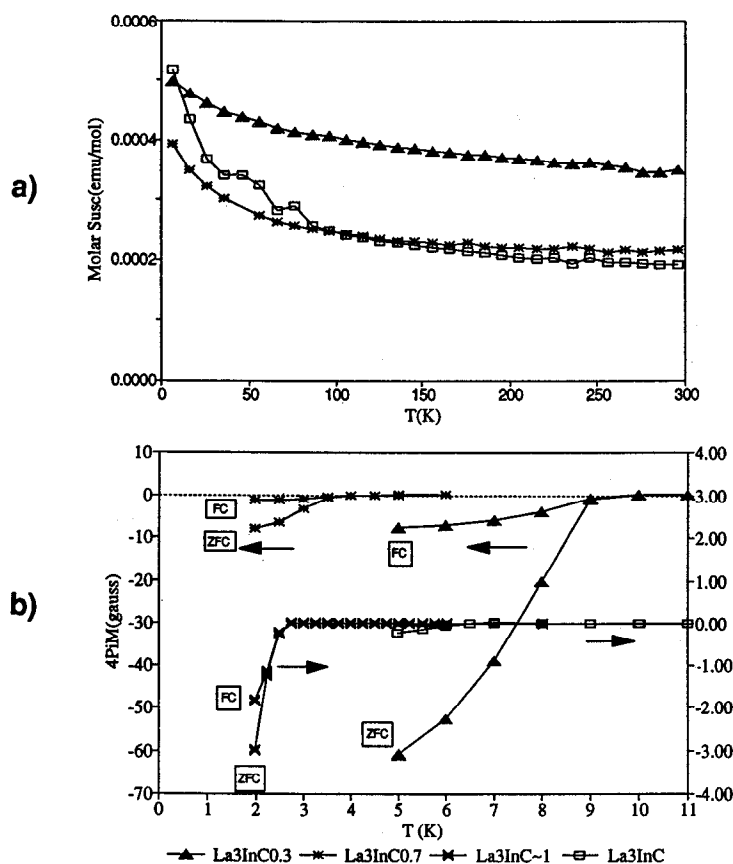 a)
Molar Susc(emu/mol)
0.0006
0.0004
0.0002
0.0000
0 50 100 150 200 250 300
T(K)
b)
4PiM(gauss)
10
0
-10
-20
-30
-40
-50
-60
-70
4.00
3.00
2.00
1.00
0.00
-1.00
-2.00
-3.00
-4.00
FC
ZFC
FC
FC
ZFC
ZFC
0 1 2 3 4 5 6 7 8 9 10 11
T (K)
La3InC0.3 La3InC0.7 La3InC~1 La3InC